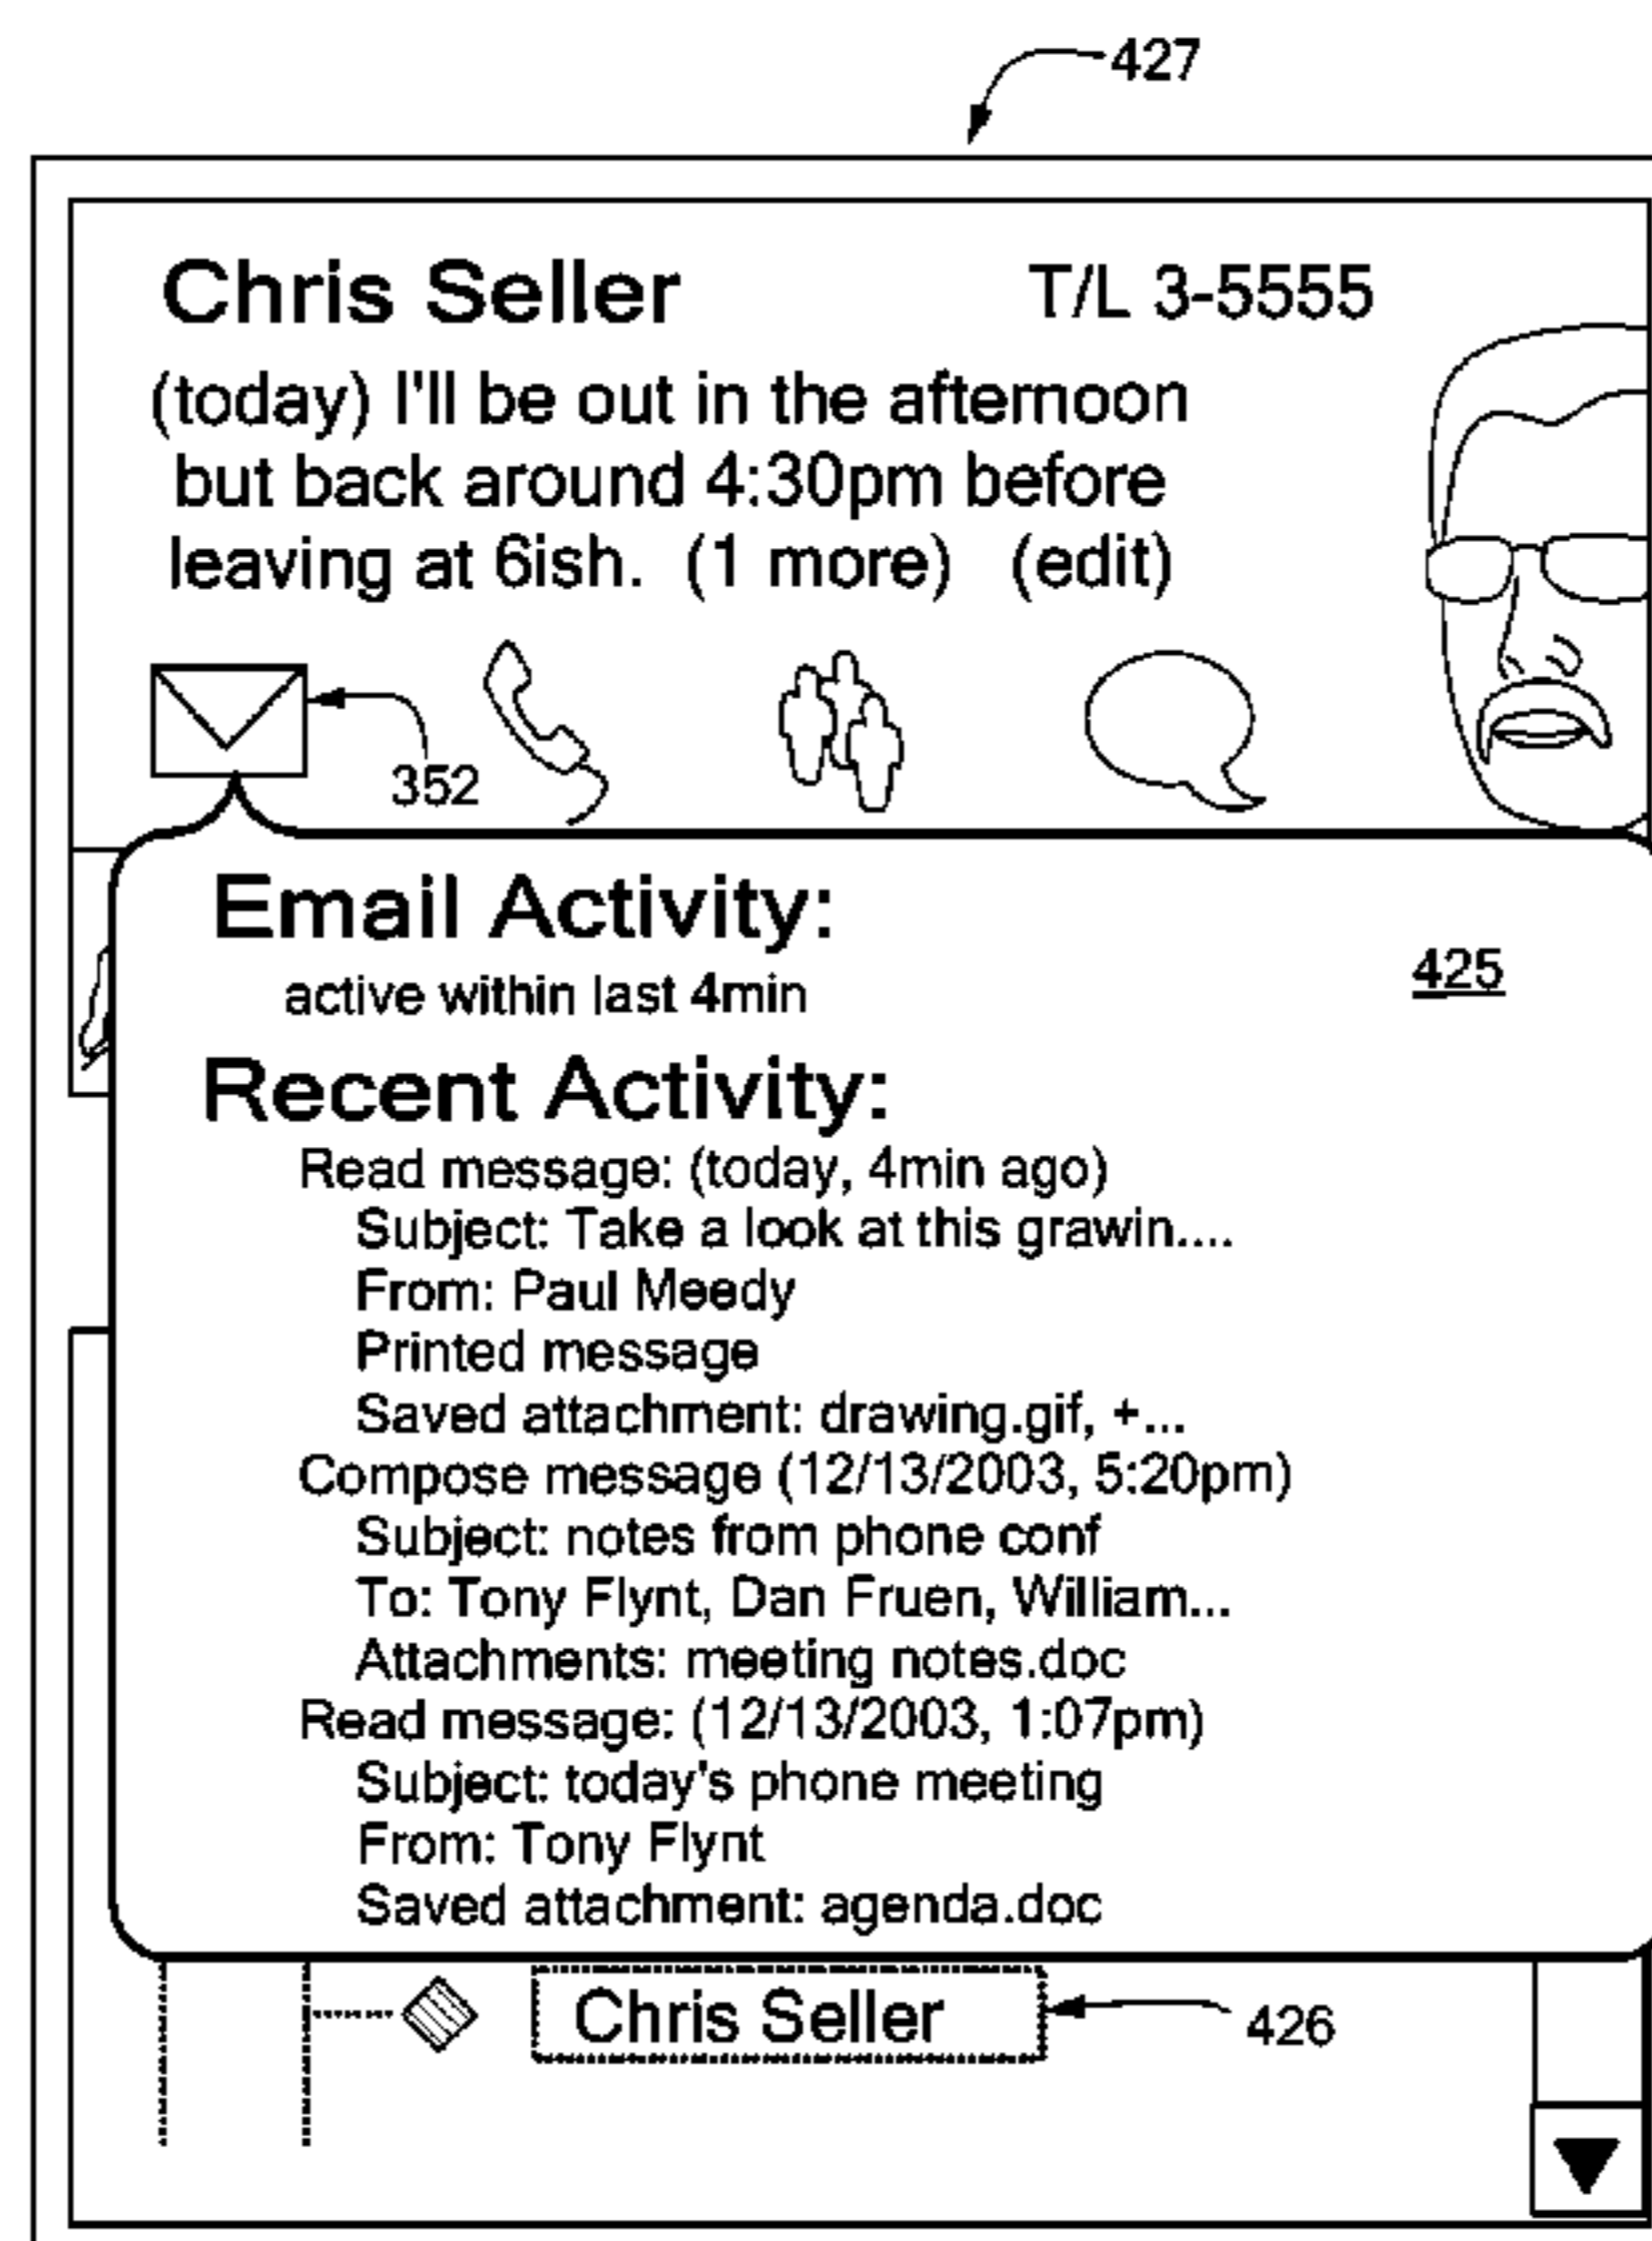 427
Chris Seller T/L 3-5555
(today) I'll be out in the afternoon
but back around 4:30pm before
leaving at 6ish. (1 more) (edit)
352
Email Activity:
active within last 4min
425
Recent Activity:
Read message: (today, 4min ago)
Subject: Take a look at this grawin....
From: Paul Meedy
Printed message
Saved attachment: drawing.gif, +...
Compose message (12/13/2003, 5:20pm)
Subject: notes from phone conf
To: Tony Flynt, Dan Fruen, William...
Attachments: meeting notes.doc
Read message: (12/13/2003, 1:07pm)
Subject: today's phone meeting
From: Tony Flynt
Saved attachment: agenda.doc
Chris Seller
426